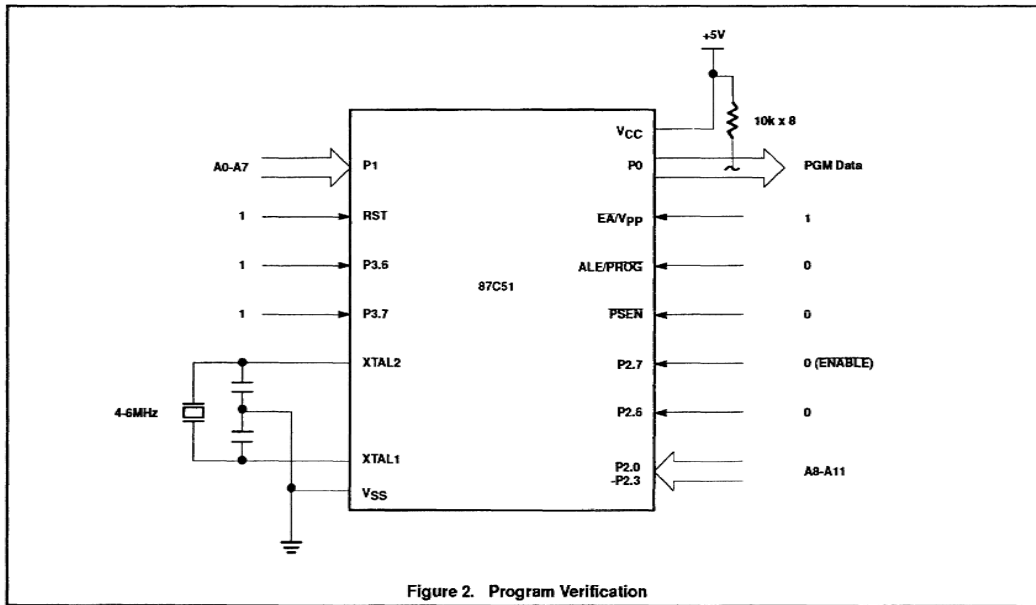 +5V
10k x 8
VCC
A0-A7
P1
P0
PGM Data
1
RST
EA/VPP
1
1
P3.6
ALE/PROG
0
87C51
1
P3.7
PSEN
0
XTAL2
P2.7
0 (ENABLE)
4-6MHz
P2.6
0
XTAL1
P2.0
-P2.3
A8-A11
VSS
Figure 2. Program Verification